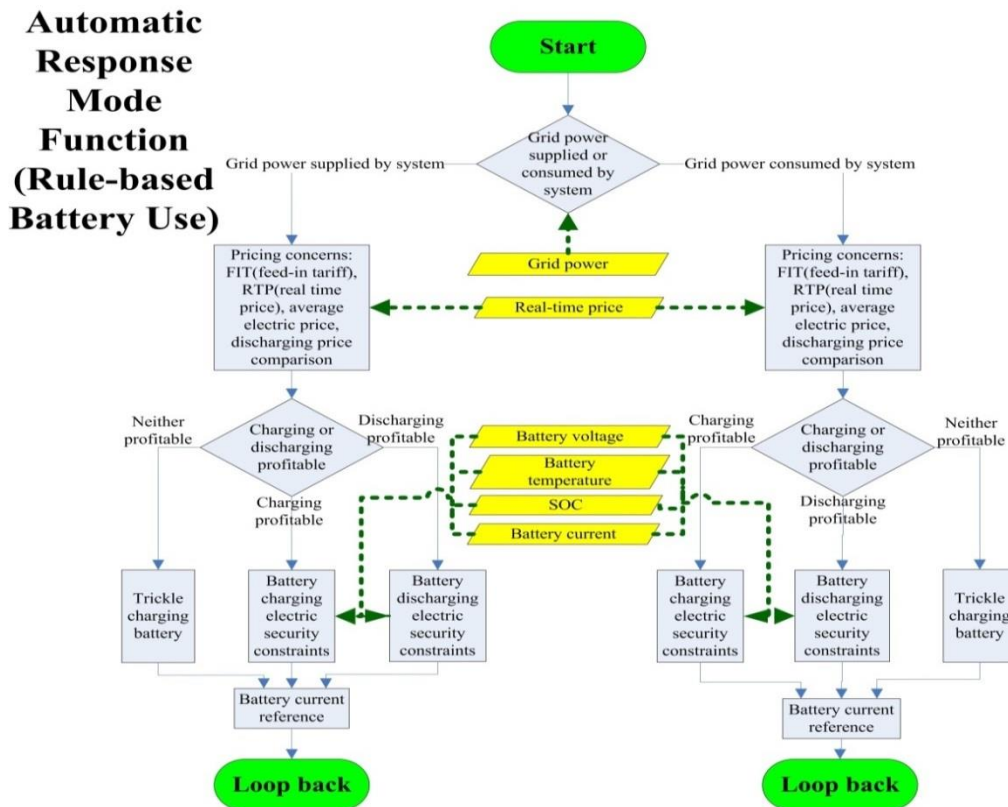 Automatic
Response
Mode
Function
(Rule-based
Battery Use)
Start
Grid power
supplied or
consumed by
system
Grid power supplied by system
Grid power consumed by system
Grid power
Real-time price
Pricing concerns:
FIT(feed-in tariff),
RTP(real time
price), average
electric price,
discharging price
comparison
Pricing concerns:
FIT(feed-in tariff),
RTP(real time
price), average
electric price,
discharging price
comparison
Neither
profitable
Charging or
discharging
profitable
Discharging
profitable
Charging
profitable
Battery voltage
Battery
temperature
SOC
Battery current
Charging
profitable
Charging or
discharging
profitable
Neither
profitable
Discharging
profitable
Trickle
charging
battery
Battery
charging
electric
security
constraints
Battery
discharging
electric
security
constraints
Battery
charging
electric
security
constraints
Battery
discharging
electric
security
constraints
Trickle
charging
battery
Battery current
reference
Battery current
reference
Loop back
Loop back